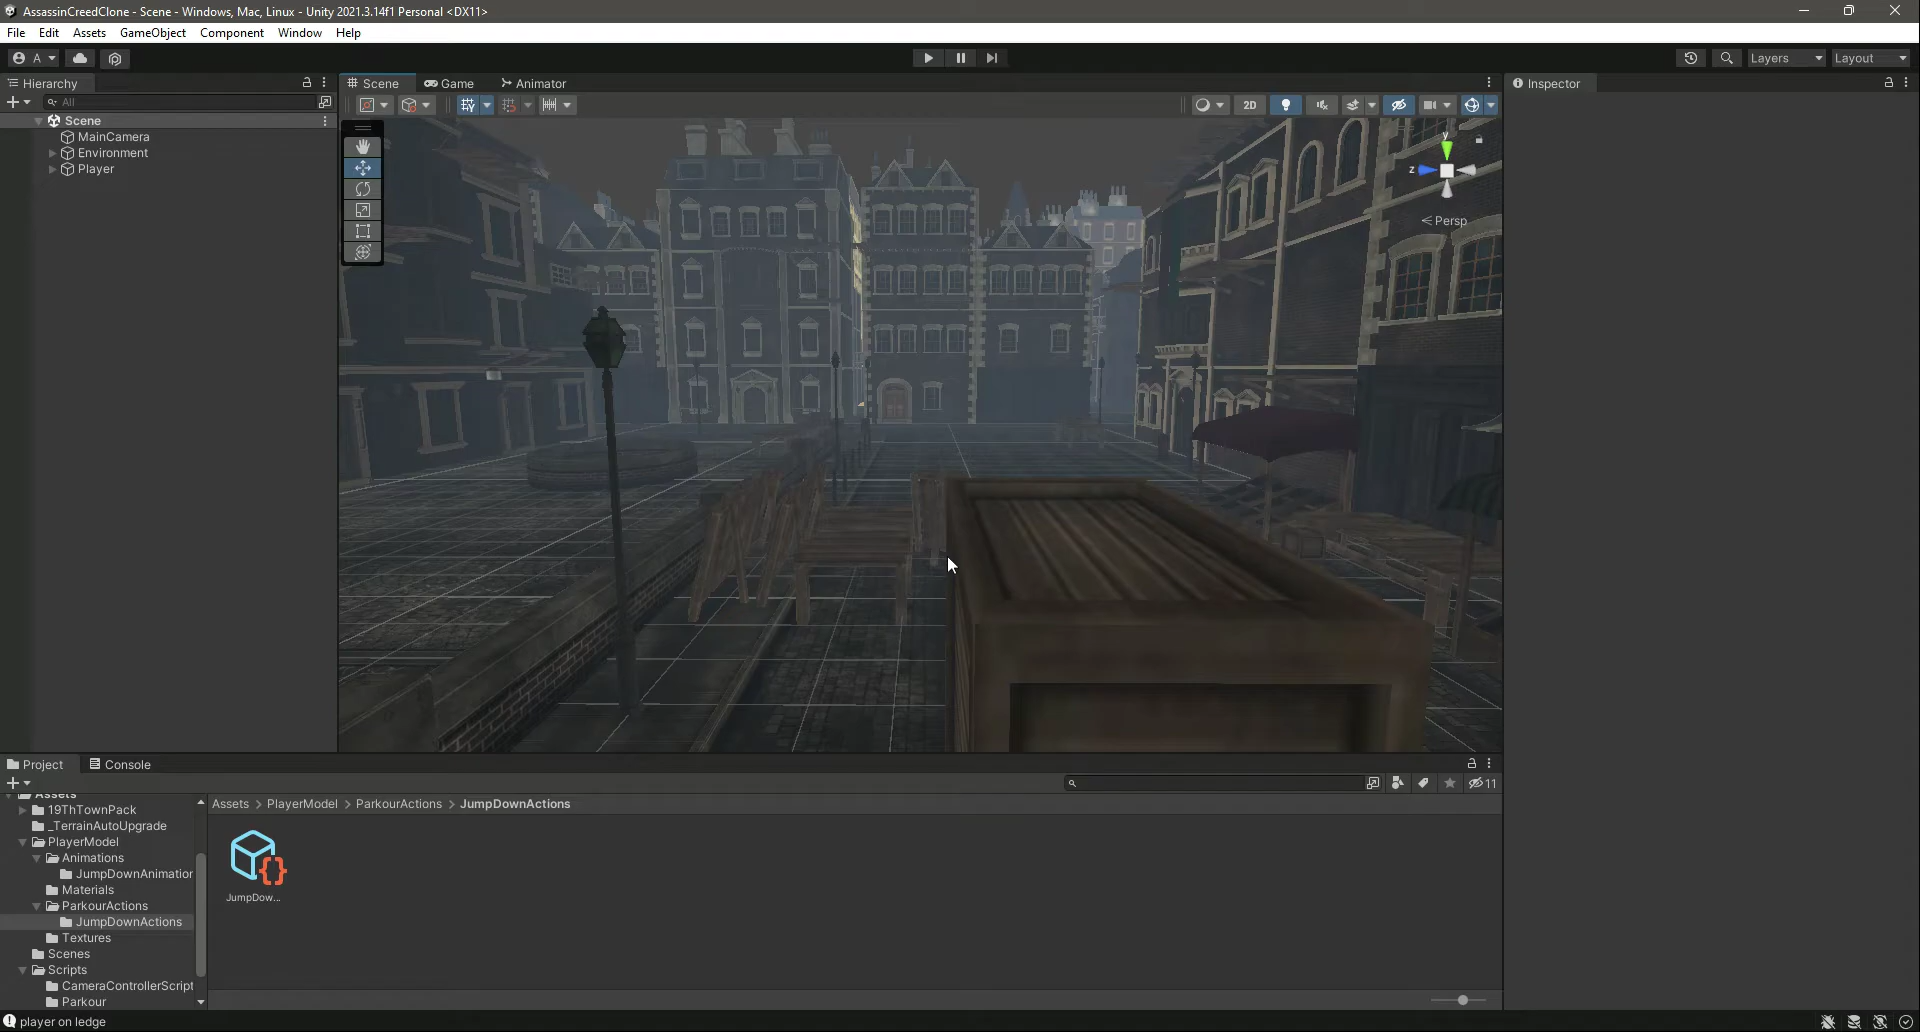 AssassinCreedClone - Scene - Windows, Mac, Linux - Unity 2021.3.14f1 Personal <DX11>
File Edit Assets GameObject Component Window Help
A Layers Layout
Hierarchy Scene Game Animator Inspector
All 2D
Scene
MainCamera
Environment
Player
y
z
Persp
Project Console
11
Assets
Assets > PlayerModel > ParkourActions > JumpDownActions
19ThTownPack
_TerrainAutoUpgrade
PlayerModel
Animations
JumpDownAnimation
Materials
ParkourActions
JumpDownActions
Textures
Scenes
Scripts
CameraControllerScript
Parkour
JumpDow...
player on ledge